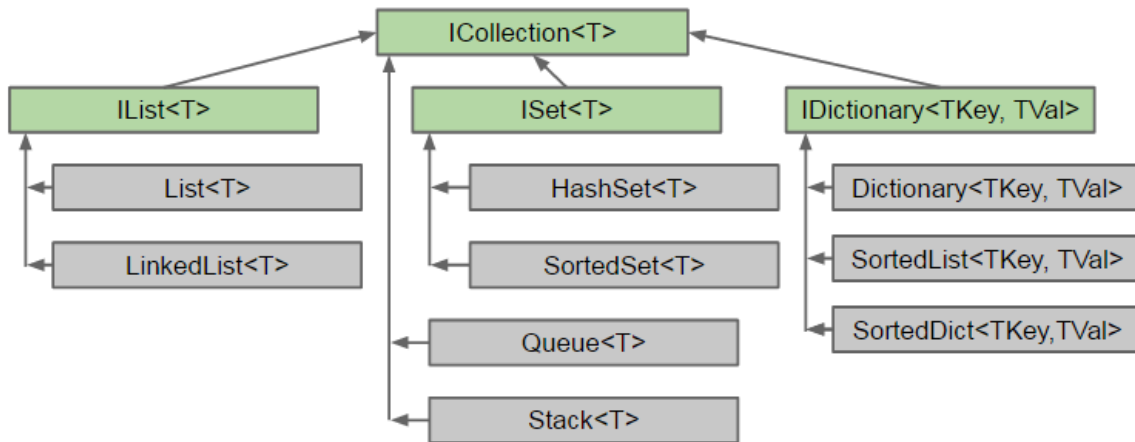 ICollection<T>
IList<T>
ISet<T>
IDictionary<TKey, TVal>
List<T>
HashSet<T>
Dictionary<TKey, TVal>
LinkedList<T>
SortedSet<T>
SortedList<TKey, TVal>
Queue<T>
SortedDict<TKey,TVal>
Stack<T>